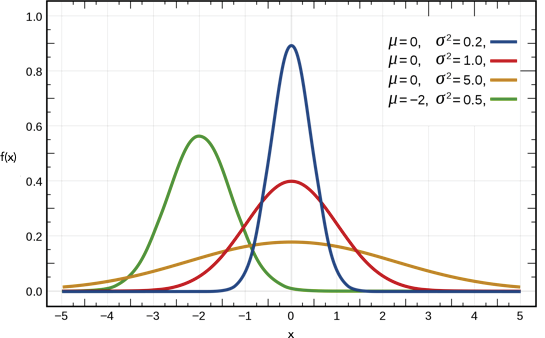 1.0
0.8
0.6
0.4
0.2
0.0
f(x)
μ=0, σ²=0.2,
μ=0, σ²=1.0,
μ=0, σ²=5.0,
μ=−2, σ²=0.5,
−5 −4 −3 −2 −1 0 1 2 3 4 5
x